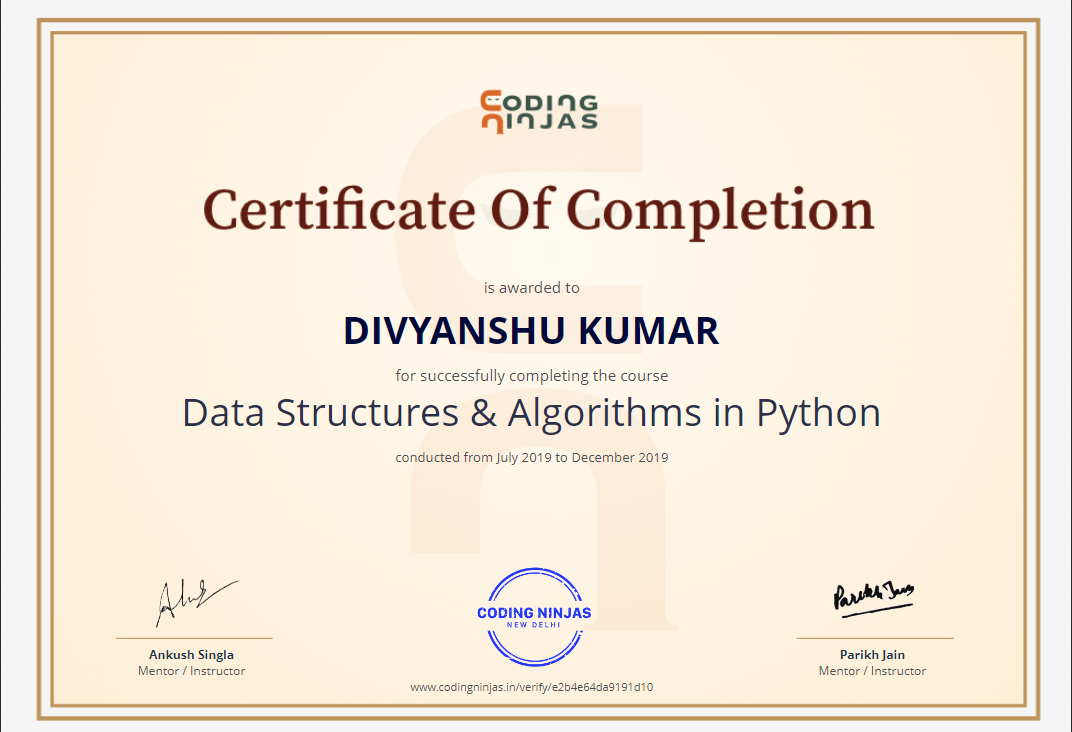 CODING
NINJAS
Certificate Of Completion
is awarded to
DIVYANSHU KUMAR
for successfully completing the course
Data Structures & Algorithms in Python
conducted from July 2019 to December 2019
Parikh Jain
CODING NINJAS
NEW DELHI
Ankush Singla
Mentor / Instructor
Parikh Jain
Mentor / Instructor
www.codingninjas.in/verify/e2b4e64da9191d10